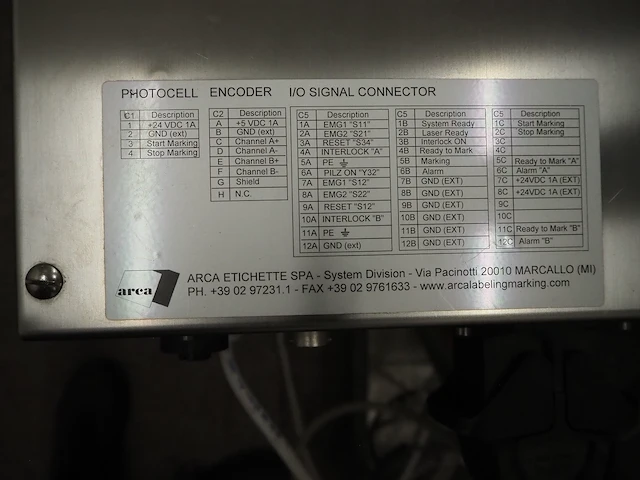 PHOTOCELL ENCODER I/O SIGNAL CONNECTOR
C1 Description
1 +24 VDC 1A
2 GND (ext)
3 Start Marking
4 Stop Marking
C2 Description
A +5 VDC 1A
B GND (ext)
C Channel A+
D Channel A-
E Channel B+
F Channel B-
G Shield
H N.C.
C5 Description
1A EMG1 "S11"
2A EMG2 "S21"
3A RESET "S34"
4A INTERLOCK "A"
5A PE
6A PILZ ON "Y32"
7A EMG1 "S12"
8A EMG2 "S22"
9A RESET "S12"
10A INTERLOCK "B"
11A PE
12A GND (ext)
C5 Description
1B System Ready
2B Laser Ready
3B Interlock ON
4B Ready to Mark
5B Marking
6B Alarm
7B GND (EXT)
8B GND (EXT)
9B GND (EXT)
10B GND (EXT)
11B GND (EXT)
12B GND (EXT)
C5 Description
1C Start Marking
2C Stop Marking
3C
4C
5C Ready to Mark "A"
6C Alarm "A"
7C +24VDC 1A (EXT)
8C +24VDC 1A (EXT)
9C
10C
11C Ready to Mark "B"
12C Alarm "B"
arca
ARCA ETICHETTE SPA - System Division - Via Pacinotti 20010 MARCALLO (MI)
PH. +39 02 97231.1 - FAX +39 02 9761633 - www.arcalabelingmarking.com